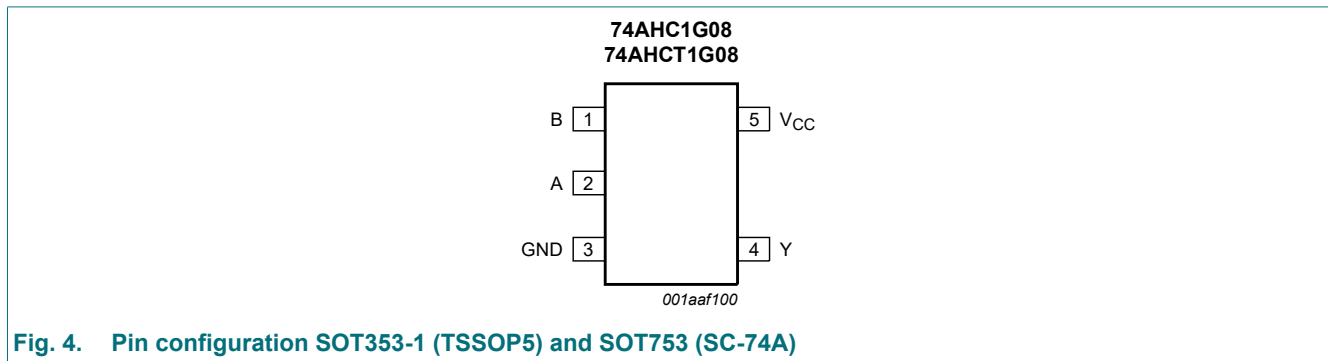 74AHC1G08
74AHCT1G08
B 1
5 VCC
A 2
GND 3
4 Y
001aaf100
Fig. 4. Pin configuration SOT353-1 (TSSOP5) and SOT753 (SC-74A)